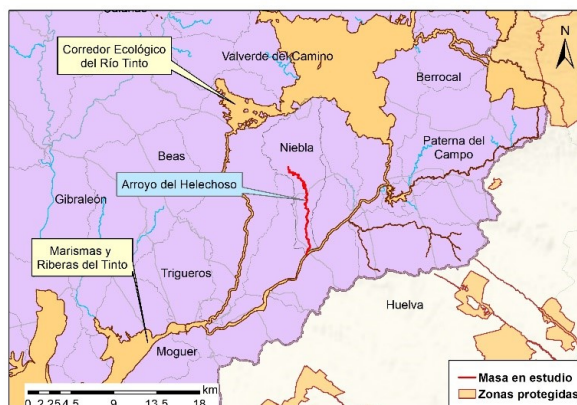 Corredor Ecológico
del Río Tinto
Valverde del Camino
N
Berrocal
Beas
Niebla
Paterna del
Campo
Arroyo del Helechoso
Gibraleón
Marismas y
Riberas del Tinto
Trigueros
Huelva
Moguer
km
0 2,254,5 9 13,5 18
Masa en estudio
Zonas protegidas